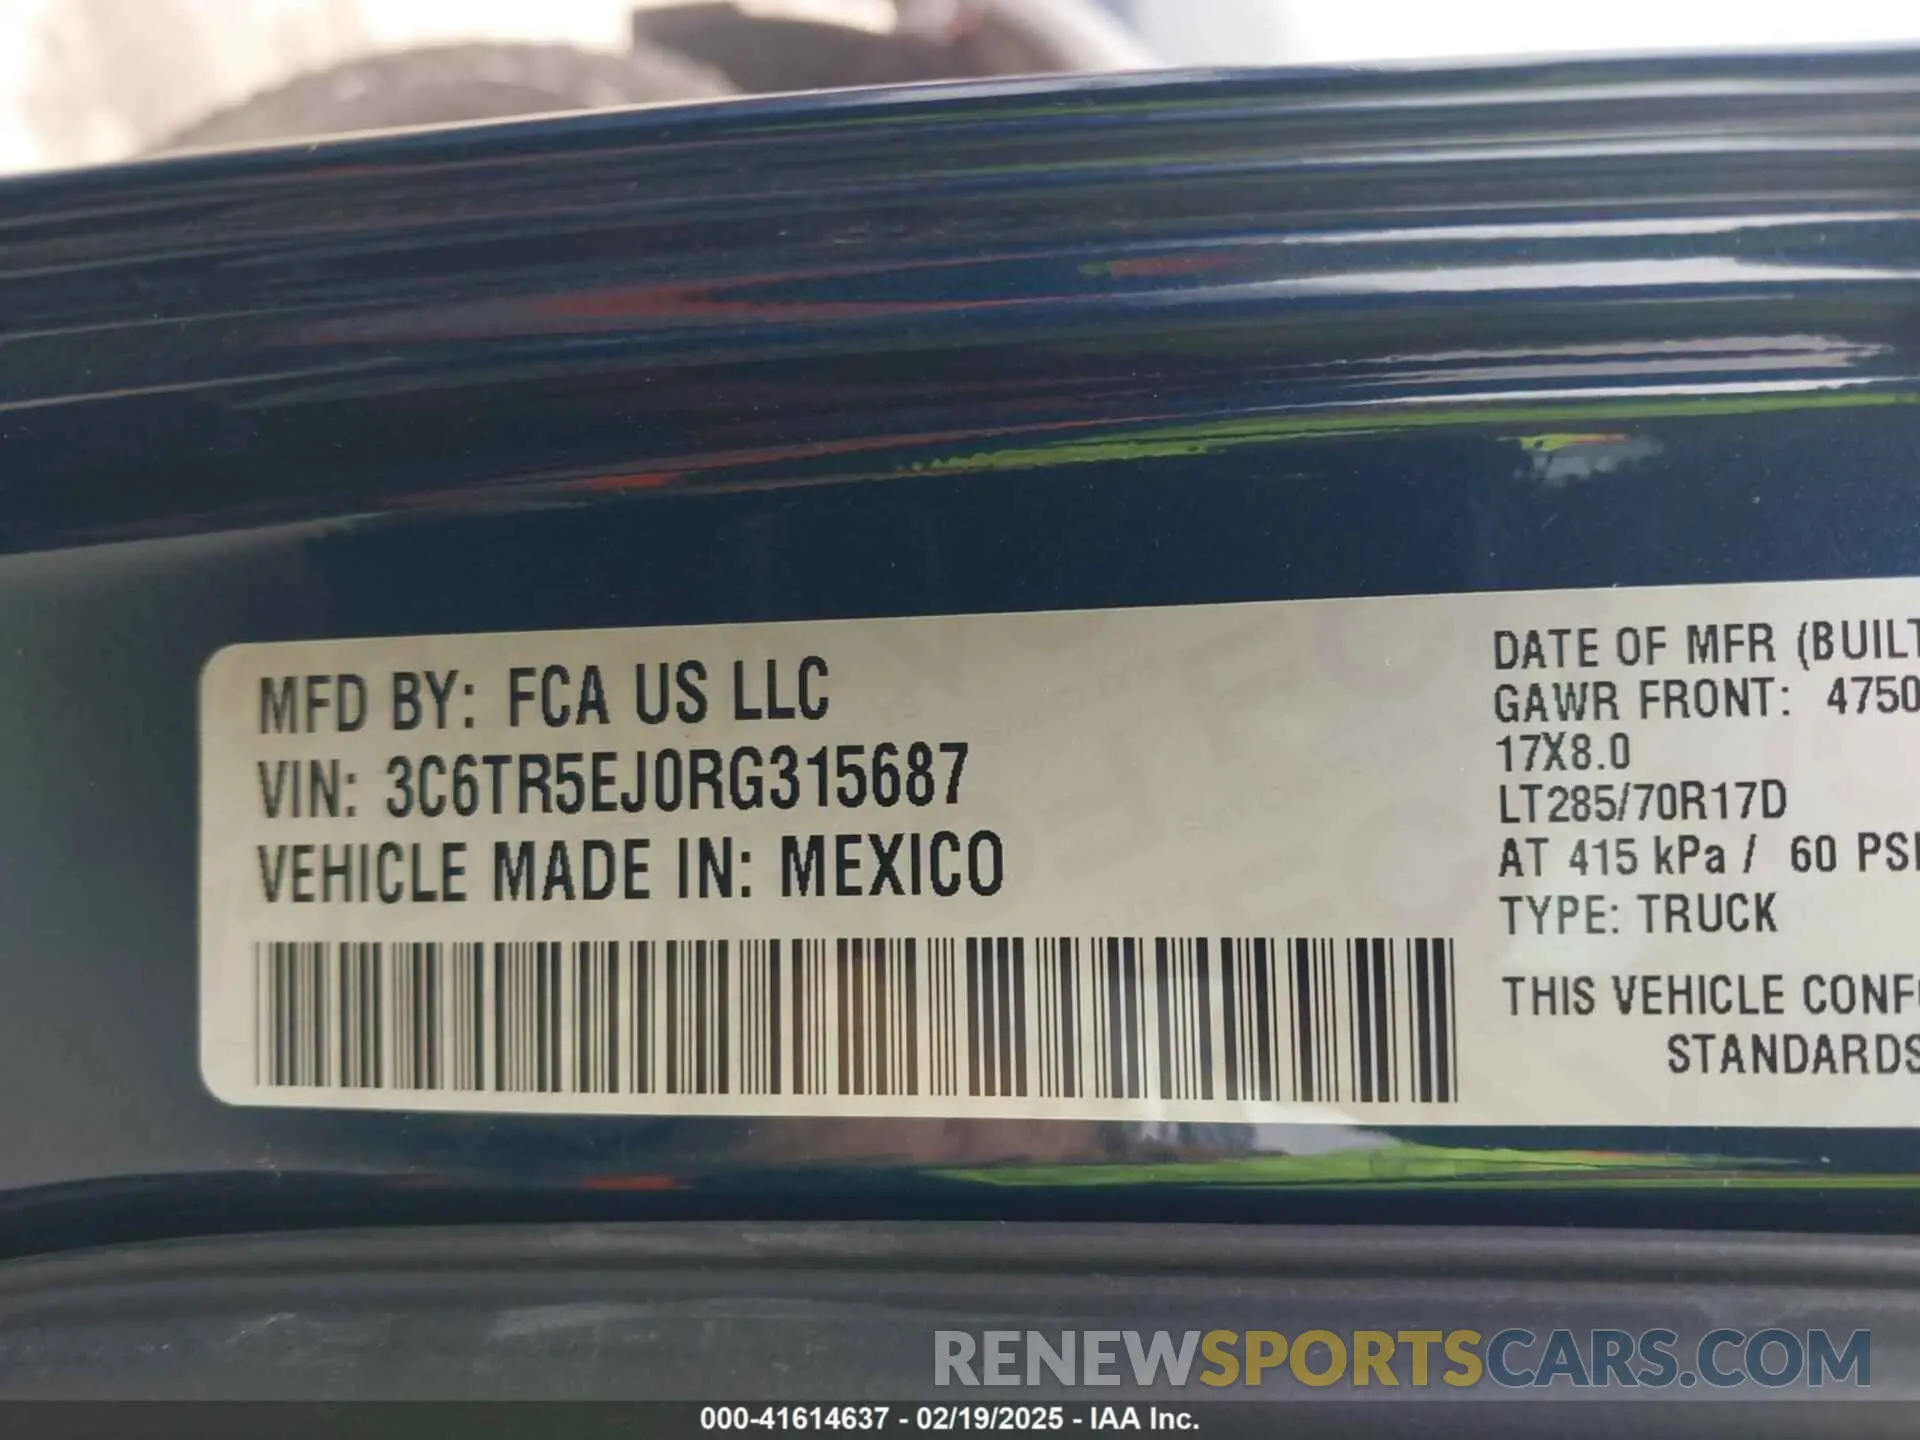 MFD BY: FCA US LLC
VIN: 3C6TR5EJ0RG315687
VEHICLE MADE IN: MEXICO
DATE OF MFR (BUILT
GAWR FRONT: 4750
17X8.0
LT285/70R17D
AT 415 kPa / 60 PSI
TYPE: TRUCK
THIS VEHICLE CONF
STANDARDS
RENEWSPORTSCARS.COM
000-41614637 - 02/19/2025 - IAA Inc.